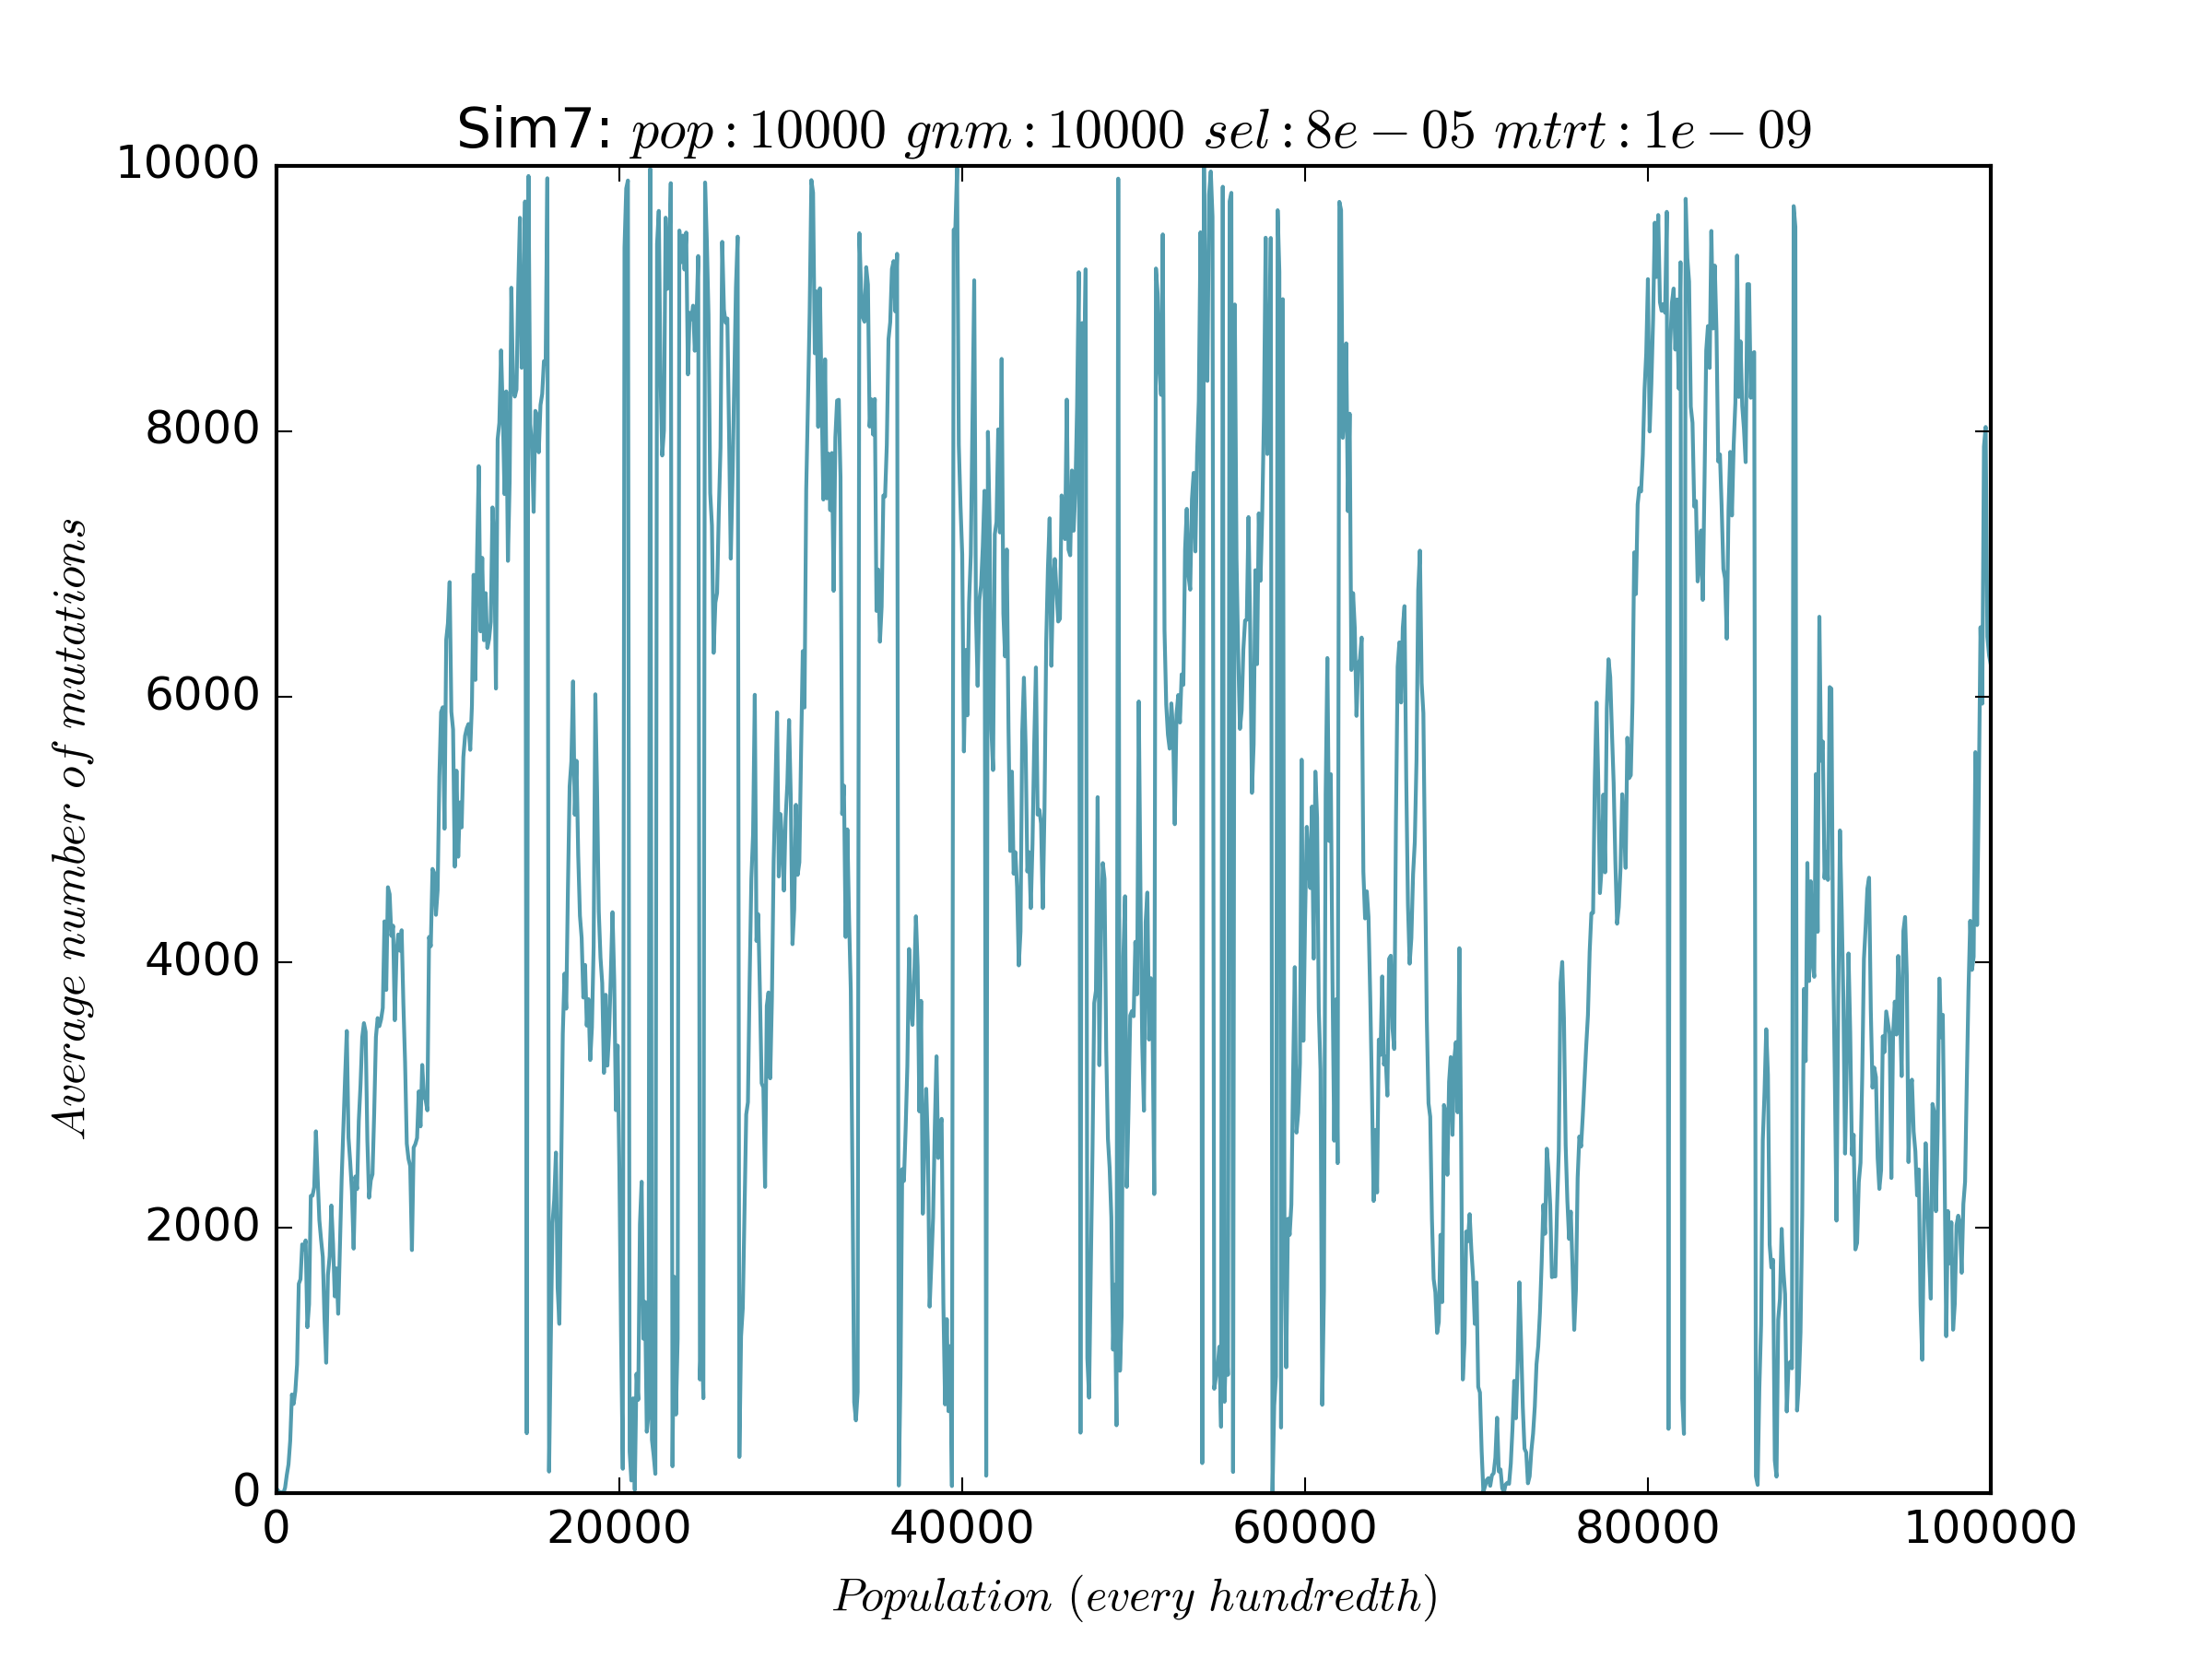 Sim7: pop : 10000 gnm : 10000 sel : 8e − 05 mtrt : 1e − 09
10000
8000
6000
4000
2000
0
Average number of mutations
0 20000 40000 60000 80000 100000
Population (every hundredth)